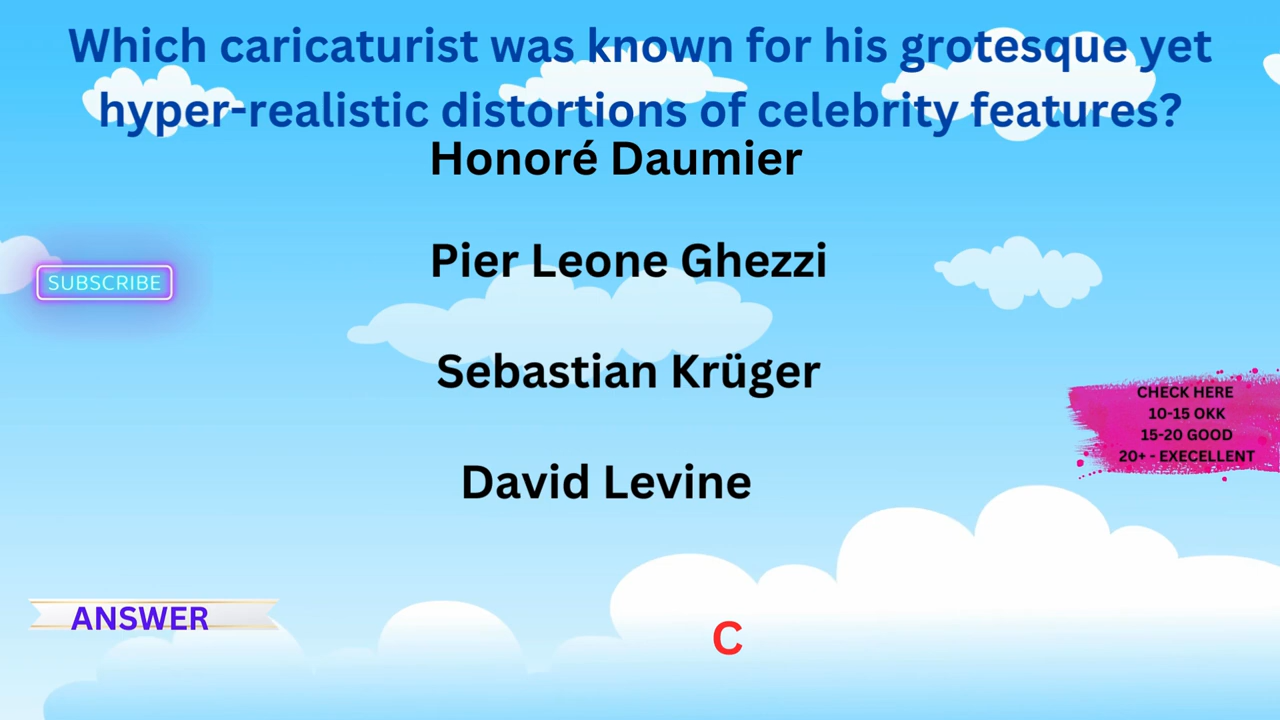 Which caricaturist was known for his grotesque yet
hyper-realistic distortions of celebrity features?
Honoré Daumier
Pier Leone Ghezzi
SUBSCRIBE
Sebastian Krüger
CHECK HERE
10-15 OKK
15-20 GOOD
20+ - EXECELLENT
David Levine
ANSWER
C